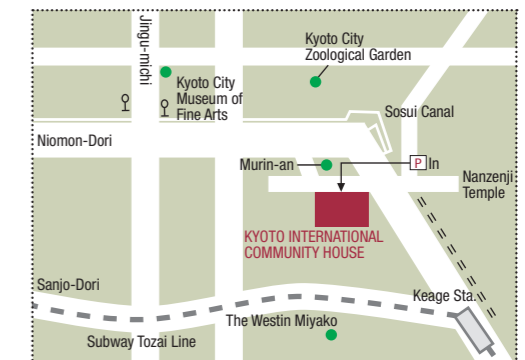 Jingu-michi
Kyoto City
Zoological Garden
Kyoto City
Museum of
Fine Arts
Sosui Canal
Niomon-Dori
Murin-an
P In
Nanzenji
Temple
KYOTO INTERNATIONAL
COMMUNITY HOUSE
Sanjo-Dori
Keage Sta.
The Westin Miyako
Subway Tozai Line